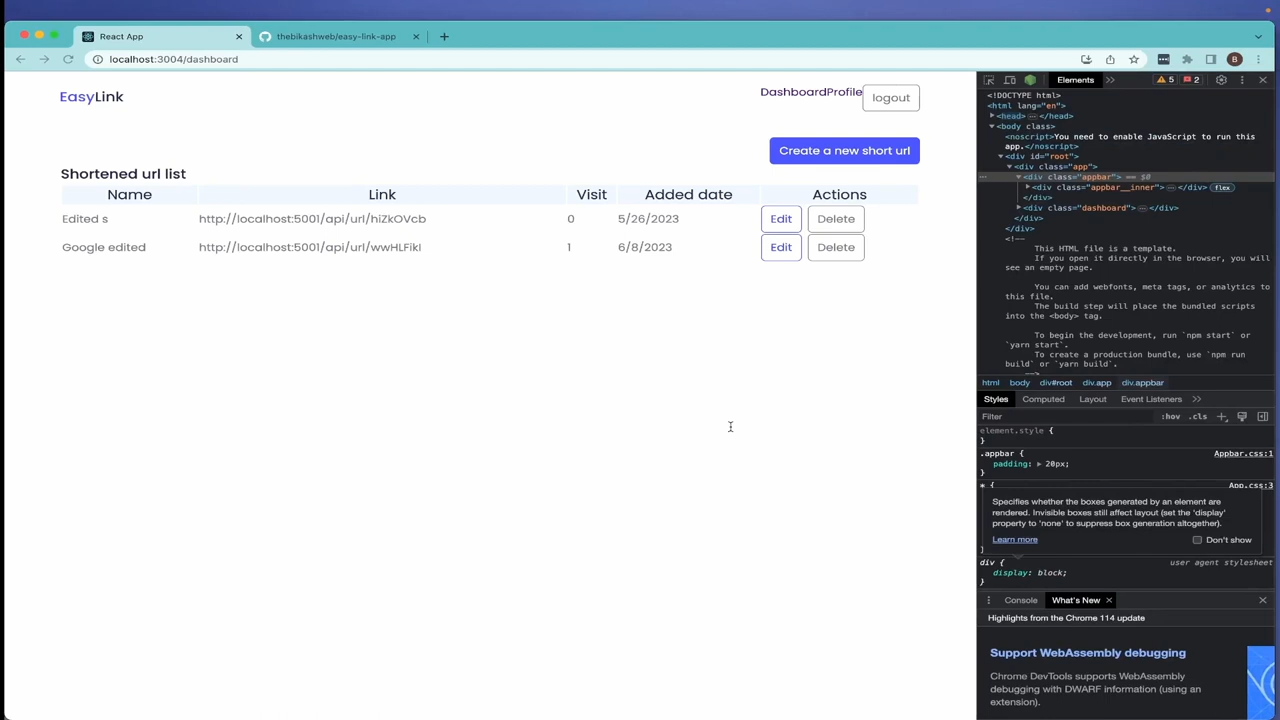 React App
thebikashweb/easy-link-app
localhost:3004/dashboard
B
EasyLink
DashboardProfile
logout
Create a new short url
Shortened url list
Name Link Visit Added date Actions
Edited s http://localhost:5001/api/url/hiZkOVcb 0 5/26/2023 Edit Delete
Google edited http://localhost:5001/api/url/wwHLFikI 1 6/8/2023 Edit Delete
Elements 5 2
<!DOCTYPE html>
<html lang="en">
<head> … </head>
<body class>
<noscript>You need to enable JavaScript to run this
app.</noscript>
<div id="root">
<div class="app">
<div class="appbar"> == $0
<div class="appbar__inner"> … </div> flex
</div>
<div class="dashboard"> … </div>
</div>
</div>
<!--
This HTML file is a template.
If you open it directly in the browser, you will
see an empty page.
You can add webfonts, meta tags, or analytics to
this file.
The build step will place the bundled scripts
into the <body> tag.
To begin the development, run `npm start` or
`yarn start`.
To create a production bundle, use `npm run
build` or `yarn build`.
-->
html body div#root div.app div.appbar
Styles Computed Layout Event Listeners
Filter :hov .cls
element.style {
}
.appbar { Appbar.css:1
padding: 20px;
}
* { App.css:3
Specifies whether the boxes generated by an element are
rendered. Invisible boxes still affect layout (set the 'display'
property to 'none' to suppress box generation altogether).
Learn more Don't show
}
div { user agent stylesheet
display: block;
}
Console What's New
Highlights from the Chrome 114 update
Support WebAssembly debugging
Chrome DevTools supports WebAssembly
debugging with DWARF information (using an
extension).